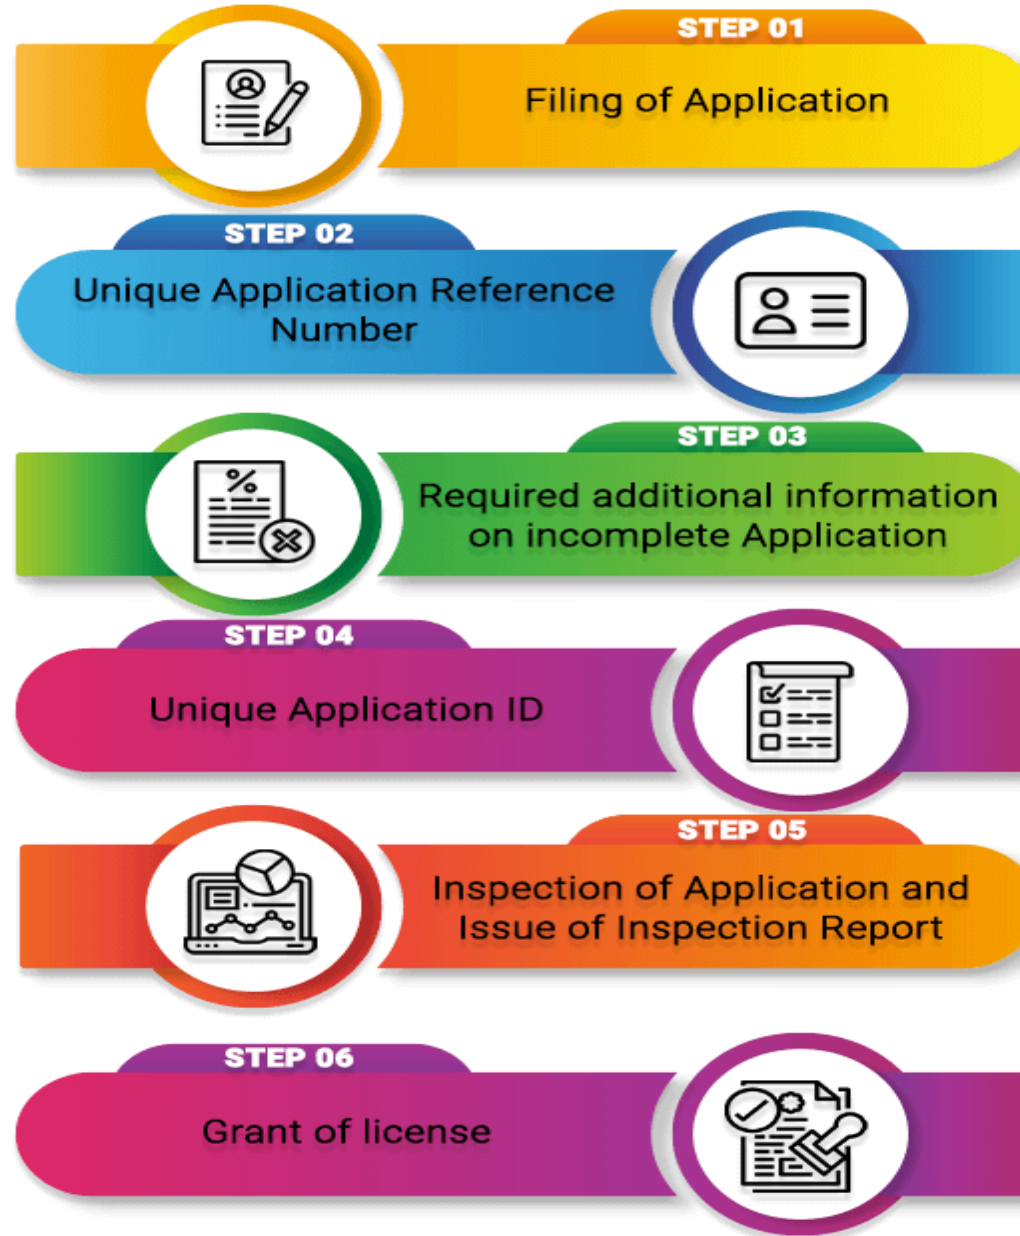 STEP 01
Filing of Application
STEP 02
Unique Application Reference
Number
STEP 03
Required additional information
on incomplete Application
STEP 04
Unique Application ID
STEP 05
Inspection of Application and
Issue of Inspection Report
STEP 06
Grant of license